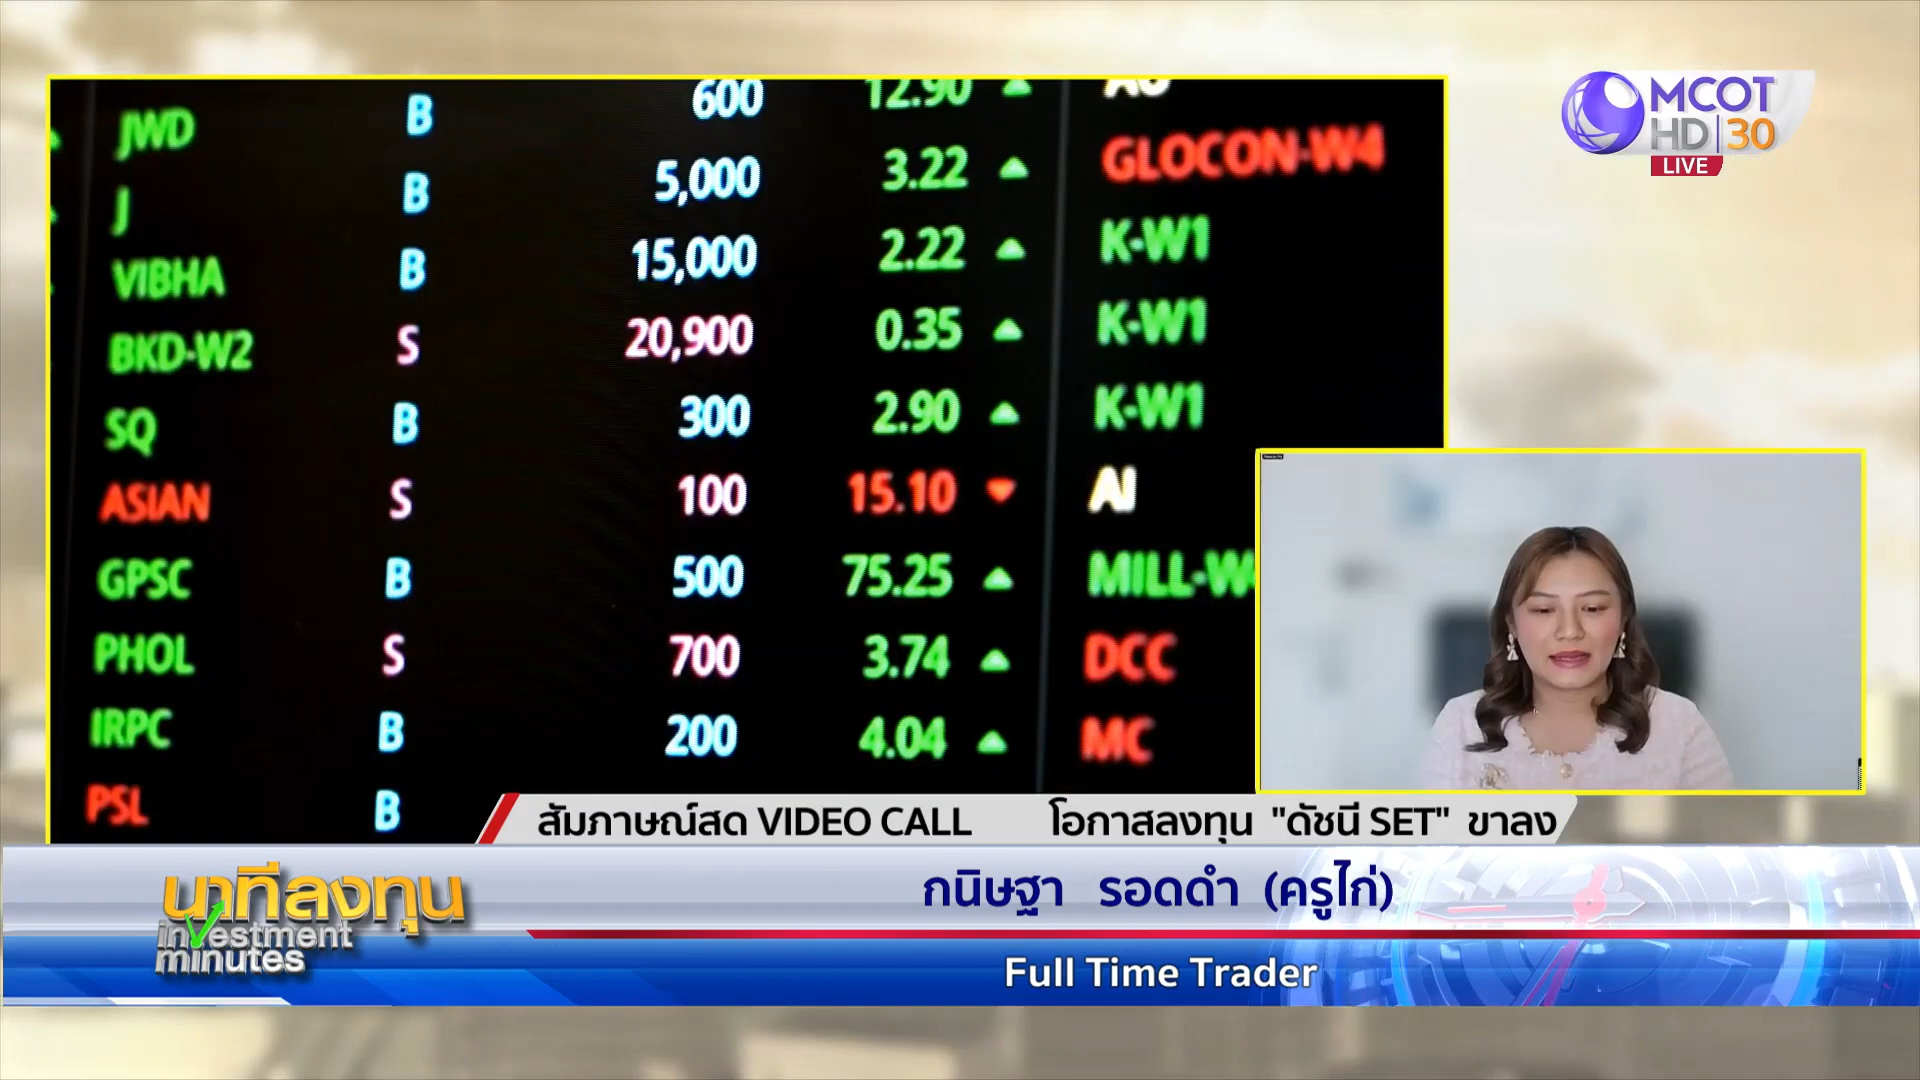 MCOT
HD 30
LIVE
600 12.90
JWD B 5,000 3.22 GLOCON-W4
J B 15,000 2.22 K-W1
VIBHA B 20,900 0.35 K-W1
BKD-W2 S 300 2.90 K-W1
SQ B 100 15.10 AI
ASIAN S 500 75.25 MILL-W
GPSC B 700 3.74 DCC
PHOL S 200 4.04 MC
IRPC B
PSL B
สัมภาษณ์สด VIDEO CALL โอกาสลงทุน "ดัชนี SET" ขาลง
นาทีลงทุน
investment
minutes
กนิษฐา รอดดำ (ครูไก่)
Full Time Trader